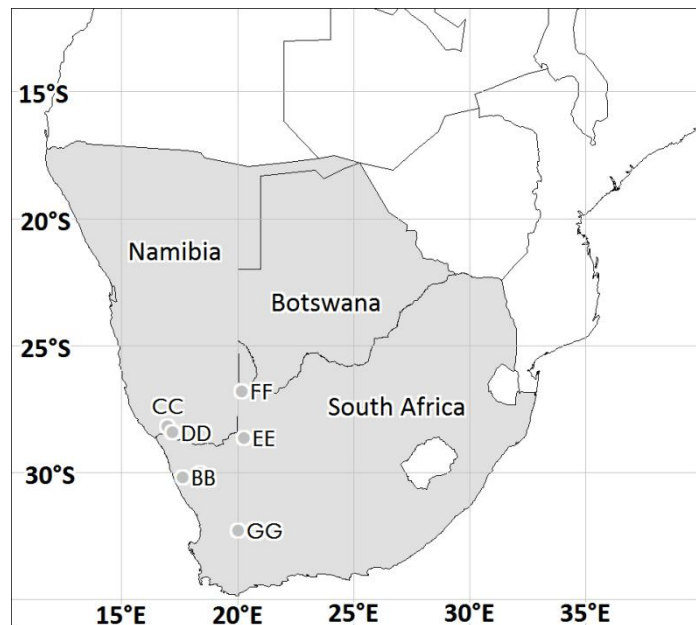 15°S
20°S
Namibia
Botswana
25°S
FF
CC
South Africa
DD
EE
30°S
BB
GG
15°E 20°E 25°E 30°E 35°E